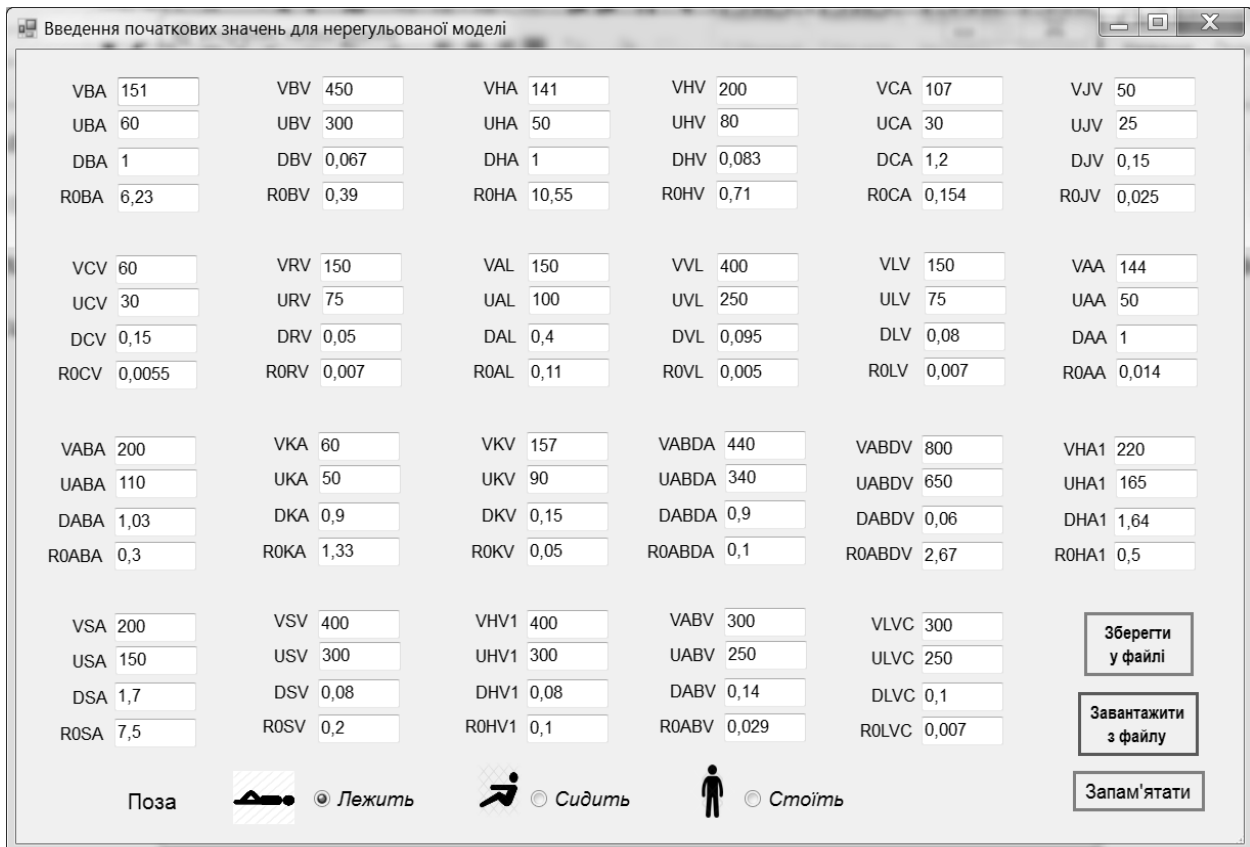 Введення початкових значень для нерегульованої моделі
VBA 151 VBV 450 VHA 141 VHV 200 VCA 107 VJV 50
UBA 60 UBV 300 UHA 50 UHV 80 UCA 30 UJV 25
DBA 1 DBV 0,067 DHA 1 DHV 0,083 DCA 1,2 DJV 0,15
R0BA 6,23 R0BV 0,39 R0HA 10,55 R0HV 0,71 R0CA 0,154 R0JV 0,025
VCV 60 VRV 150 VAL 150 VVL 400 VLV 150 VAA 144
UCV 30 URV 75 UAL 100 UVL 250 ULV 75 UAA 50
DCV 0,15 DRV 0,05 DAL 0,4 DVL 0,095 DLV 0,08 DAA 1
R0CV 0,0055 R0RV 0,007 R0AL 0,11 R0VL 0,005 R0LV 0,007 R0AA 0,014
VABA 200 VKA 60 VKV 157 VABDA 440 VABDV 800 VHA1 220
UABA 110 UKA 50 UKV 90 UABDA 340 UABDV 650 UHA1 165
DABA 1,03 DKA 0,9 DKV 0,15 DABDA 0,9 DABDV 0,06 DHA1 1,64
R0ABA 0,3 R0KA 1,33 R0KV 0,05 R0ABDA 0,1 R0ABDV 2,67 R0HA1 0,5
VSA 200 VSV 400 VHV1 400 VABV 300 VLVC 300
USA 150 USV 300 UHV1 300 UABV 250 ULVC 250
DSA 1,7 DSV 0,08 DHV1 0,08 DABV 0,14 DLVC 0,1
R0SA 7,5 R0SV 0,2 R0HV1 0,1 R0ABV 0,029 R0LVC 0,007
Зберегти
у файлі
Завантажити
з файлу
Поза Лежить Сидить Стоїть Запам'ятати